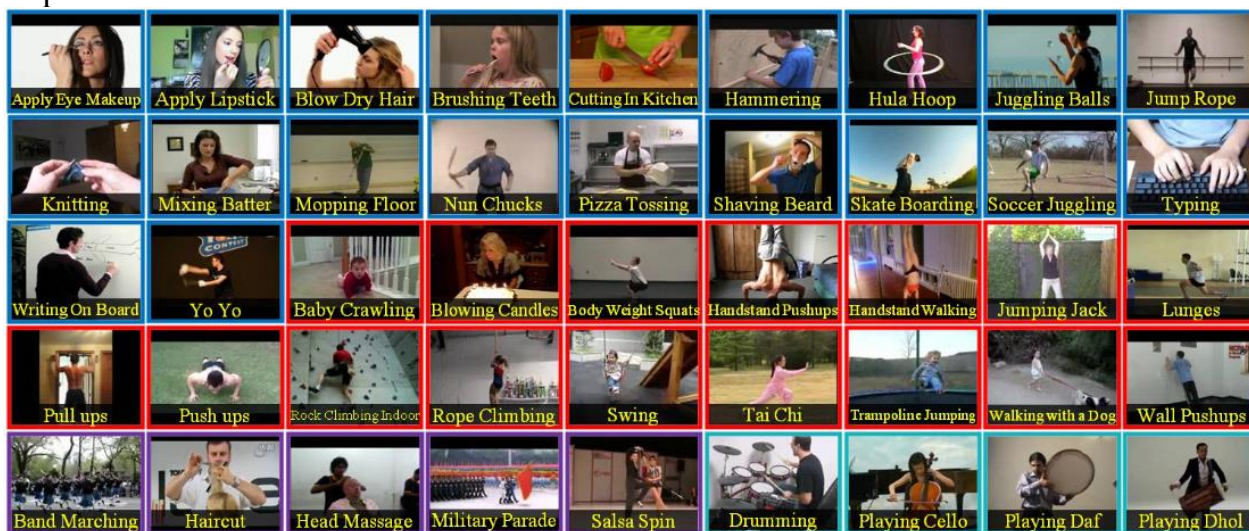 Apply Eye Makeup
Apply Lipstick
Blow Dry Hair
Brushing Teeth
Cutting In Kitchen
Hammering
Hula Hoop
Juggling Balls
Jump Rope
Knitting
Mixing Batter
Mopping Floor
Nun Chucks
Pizza Tossing
Shaving Beard
Skate Boarding
Soccer Juggling
Typing
CONTEST
Writing On Board
Yo Yo
Baby Crawling
Blowing Candles
Body Weight Squats
Handstand Pushups
Handstand Walking
Jumping Jack
Lunges
Pull ups
Push ups
Rock Climbing Indoor
Rope Climbing
Swing
Tai Chi
Trampoline Jumping
Walking with a Dog
Wall Pushups
Band Marching
Haircut
Head Massage
Military Parade
Salsa Spin
Drumming
Playing Cello
Playing Daf
Playing Dhol